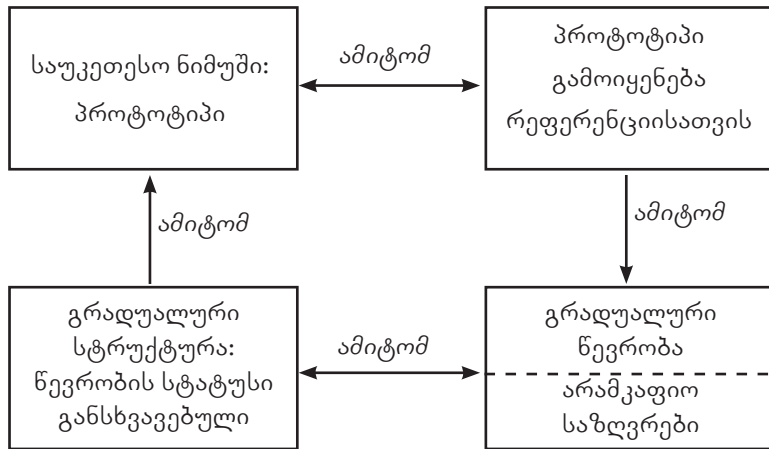 საუკეთესო ნიმუში:
პროტოტიპი
ამიტომ
პროტოტიპი
გამოიყენება
რეფერენციისათვის
ამიტომ
ამიტომ
გრადუალური
სტრუქტურა:
წევრობის სტატუსი
განსხვავებული
ამიტომ
გრადუალური
წევრობა
არამკაფიო
საზღვრები